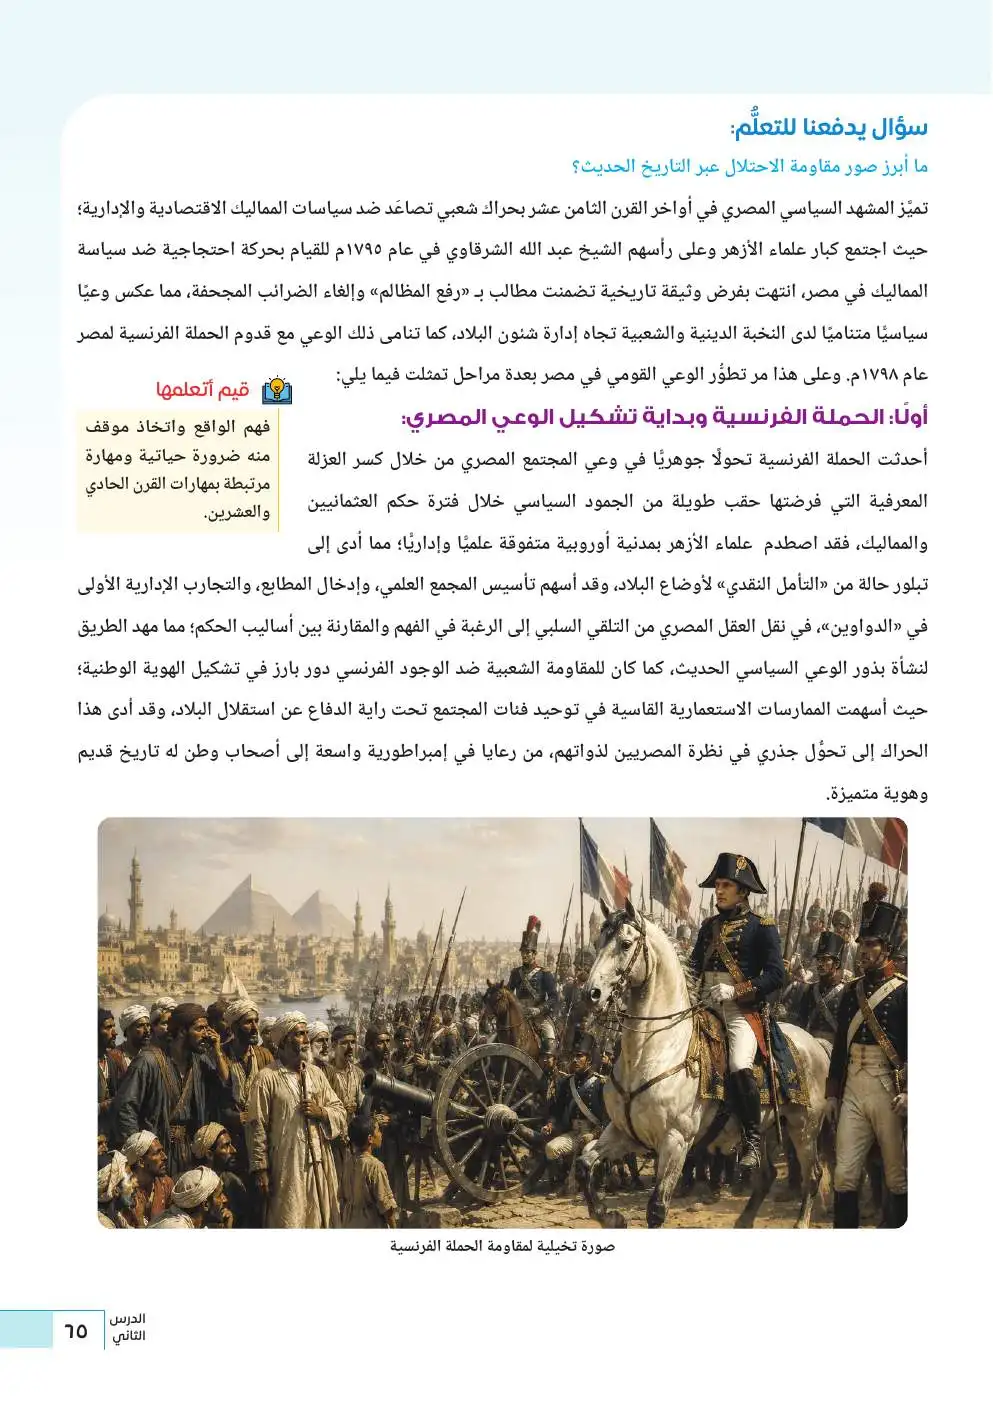 سؤال يدفعنا للتعلُّم:
ما أبرز صور مقاومة الاحتلال عبر التاريخ الحديث؟
تميَّز المشهد السياسي المصري في أواخر القرن الثامن عشر بحراك شعبي تصاعَد ضد سياسات المماليك الاقتصادية والإدارية؛
حيث اجتمع كبار علماء الأزهر وعلى رأسهم الشيخ عبد الله الشرقاوي في عام ١٧٩٥م للقيام بحركة احتجاجية ضد سياسة
المماليك في مصر، انتهت بفرض وثيقة تاريخية تضمنت مطالب بـ «رفع المظالم» وإلغاء الضرائب المجحفة، مما عكس وعيًا
سياسيًّا متناميًا لدى النخبة الدينية والشعبية تجاه إدارة شئون البلاد، كما تنامى ذلك الوعي مع قدوم الحملة الفرنسية لمصر
عام ١٧٩٨م. وعلى هذا مر تطوُّر الوعي القومي في مصر بعدة مراحل تمثلت فيما يلي:
قيم أتعلمها
فهم الواقع واتخاذ موقف
منه ضرورة حياتية ومهارة
مرتبطة بمهارات القرن الحادي
والعشرين.
أولًا: الحملة الفرنسية وبداية تشكيل الوعي المصري:
أحدثت الحملة الفرنسية تحولًا جوهريًّا في وعي المجتمع المصري من خلال كسر العزلة
المعرفية التي فرضتها حقب طويلة من الجمود السياسي خلال فترة حكم العثمانيين
والمماليك، فقد اصطدم علماء الأزهر بمدنية أوروبية متفوقة علميًّا وإداريًّا؛ مما أدى إلى
تبلور حالة من «التأمل النقدي» لأوضاع البلاد، وقد أسهم تأسيس المجمع العلمي، وإدخال المطابع، والتجارب الإدارية الأولى
في «الدواوين»، في نقل العقل المصري من التلقي السلبي إلى الرغبة في الفهم والمقارنة بين أساليب الحكم؛ مما مهد الطريق
لنشأة بذور الوعي السياسي الحديث، كما كان للمقاومة الشعبية ضد الوجود الفرنسي دور بارز في تشكيل الهوية الوطنية؛
حيث أسهمت الممارسات الاستعمارية القاسية في توحيد فئات المجتمع تحت راية الدفاع عن استقلال البلاد، وقد أدى هذا
الحراك إلى تحوُّل جذري في نظرة المصريين لذواتهم، من رعايا في إمبراطورية واسعة إلى أصحاب وطن له تاريخ قديم
وهوية متميزة.
صورة تخيلية لمقاومة الحملة الفرنسية
الدرس
الثاني
٦٥